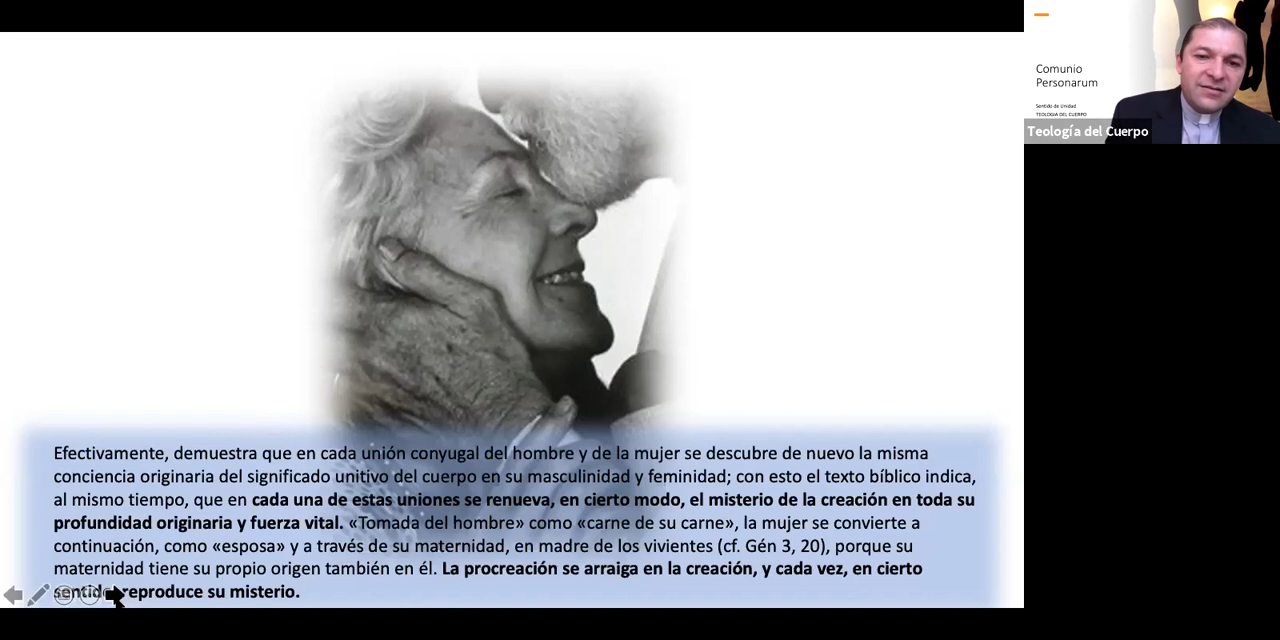 Efectivamente, demuestra que en cada unión conyugal del hombre y de la mujer se descubre de nuevo la misma
conciencia originaria del significado unitivo del cuerpo en su masculinidad y feminidad; con esto el texto bíblico indica,
al mismo tiempo, que en cada una de estas uniones se renueva, en cierto modo, el misterio de la creación en toda su
profundidad originaria y fuerza vital. «Tomada del hombre» como «carne de su carne», la mujer se convierte a
continuación, como «esposa» y a través de su maternidad, en madre de los vivientes (cf. Gén 3, 20), porque su
maternidad tiene su propio origen también en él. La procreación se arraiga en la creación, y cada vez, en cierto
sentido reproduce su misterio.
Comunio
Personarum
Sentido de Unidad
TEOLOGIA DEL CUERPO
Teología del Cuerpo